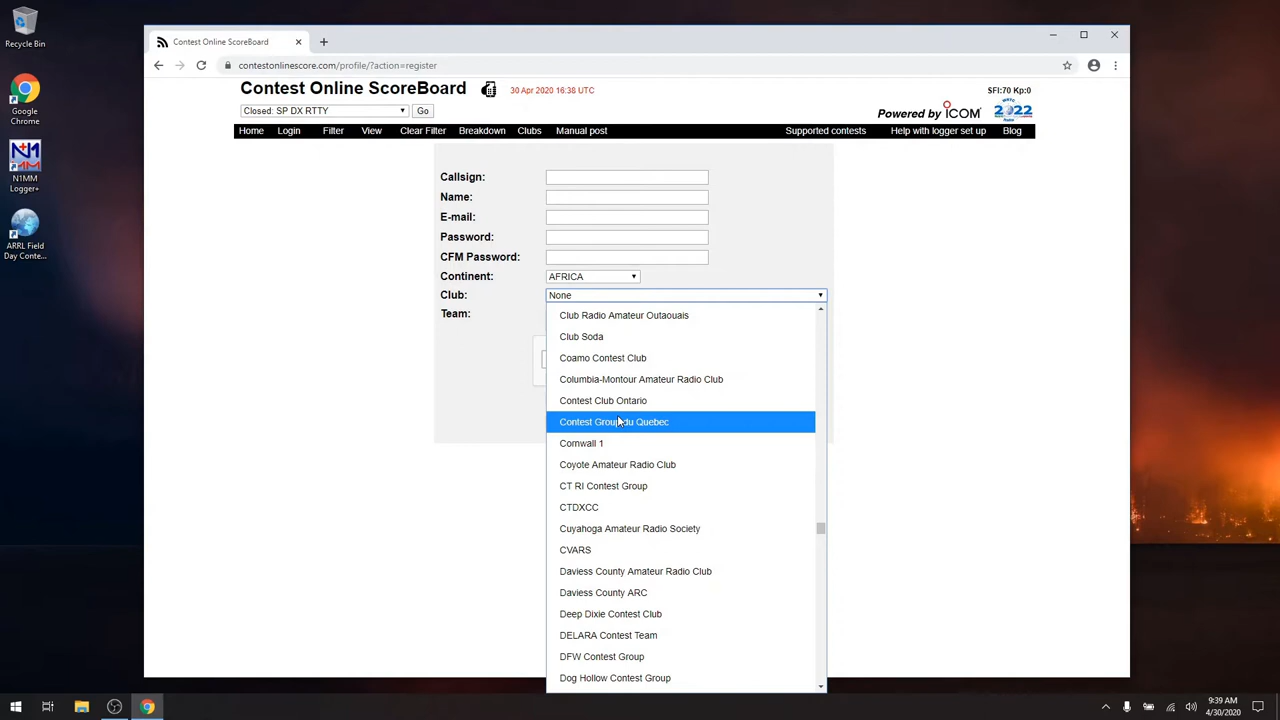 Recycle Bin
Google
Chrome
N1MM
Logger+
ARRL Field
Day Conte...
Contest Online ScoreBoard
contestonlinescore.com/profile/?action=register
Contest Online ScoreBoard
30 Apr 2020 16:38 UTC
SFI:70 Kp:0
Closed: SP DX RTTY
Go
Powered by ICOM
WRTC
2022
Home Login Filter View Clear Filter Breakdown Clubs Manual post Supported contests Help with logger set up Blog
Callsign:
Name:
E-mail:
Password:
CFM Password:
Continent: AFRICA
Club: None
Team:
Club Radio Amateur Outaouais
Club Soda
Coamo Contest Club
Columbia-Montour Amateur Radio Club
Contest Club Ontario
Contest Group du Quebec
Cornwall 1
Coyote Amateur Radio Club
CT RI Contest Group
CTDXCC
Cuyahoga Amateur Radio Society
CVARS
Daviess County Amateur Radio Club
Daviess County ARC
Deep Dixie Contest Club
DELARA Contest Team
DFW Contest Group
Dog Hollow Contest Group
9:39 AM
4/30/2020